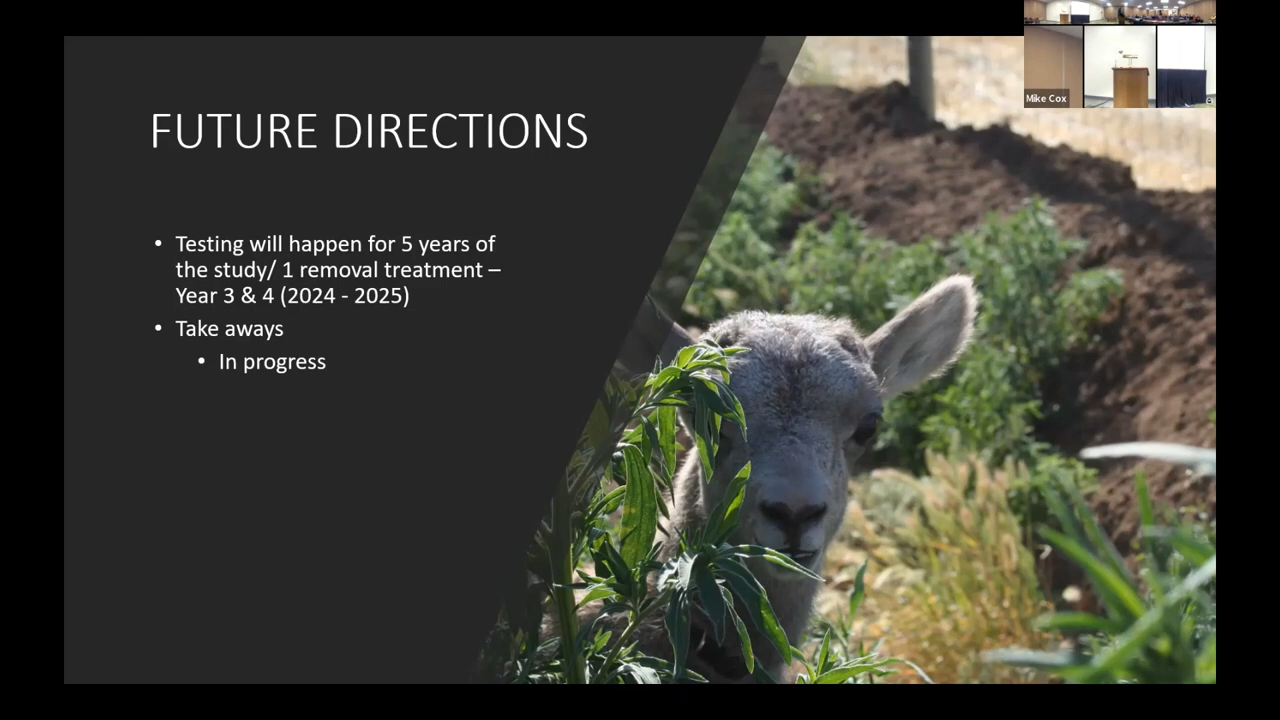 FUTURE DIRECTIONS
• Testing will happen for 5 years of
the study/ 1 removal treatment –
Year 3 & 4 (2024 - 2025)
• Take aways
• In progress
Mike Cox